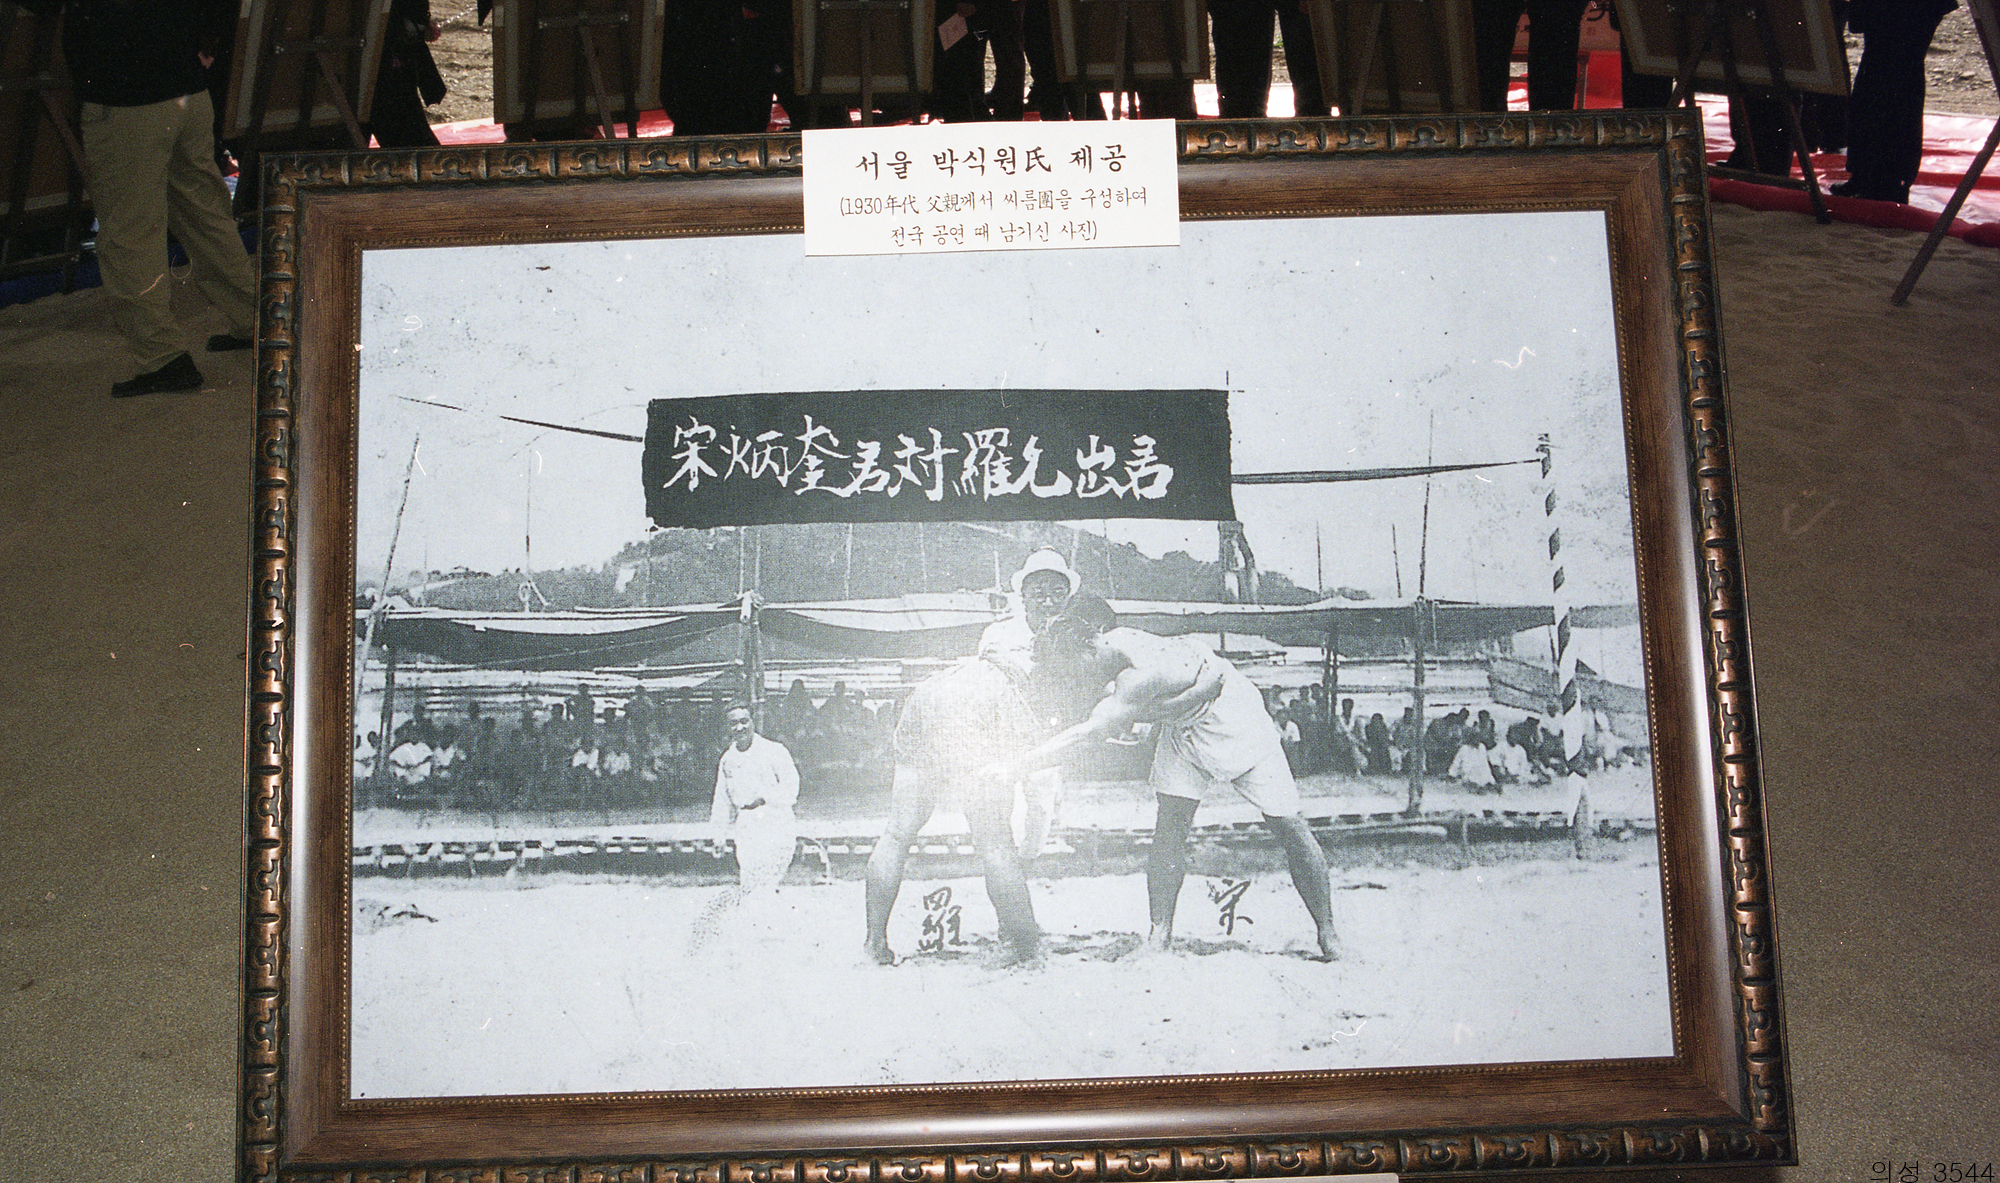 서울 박식원氏 제공
(1930年代 父親께서 씨름團을 구성하여
전국 공연 때 남기신 사진)
宋炳奎君対羅允出君
羅
宋
의성 3544